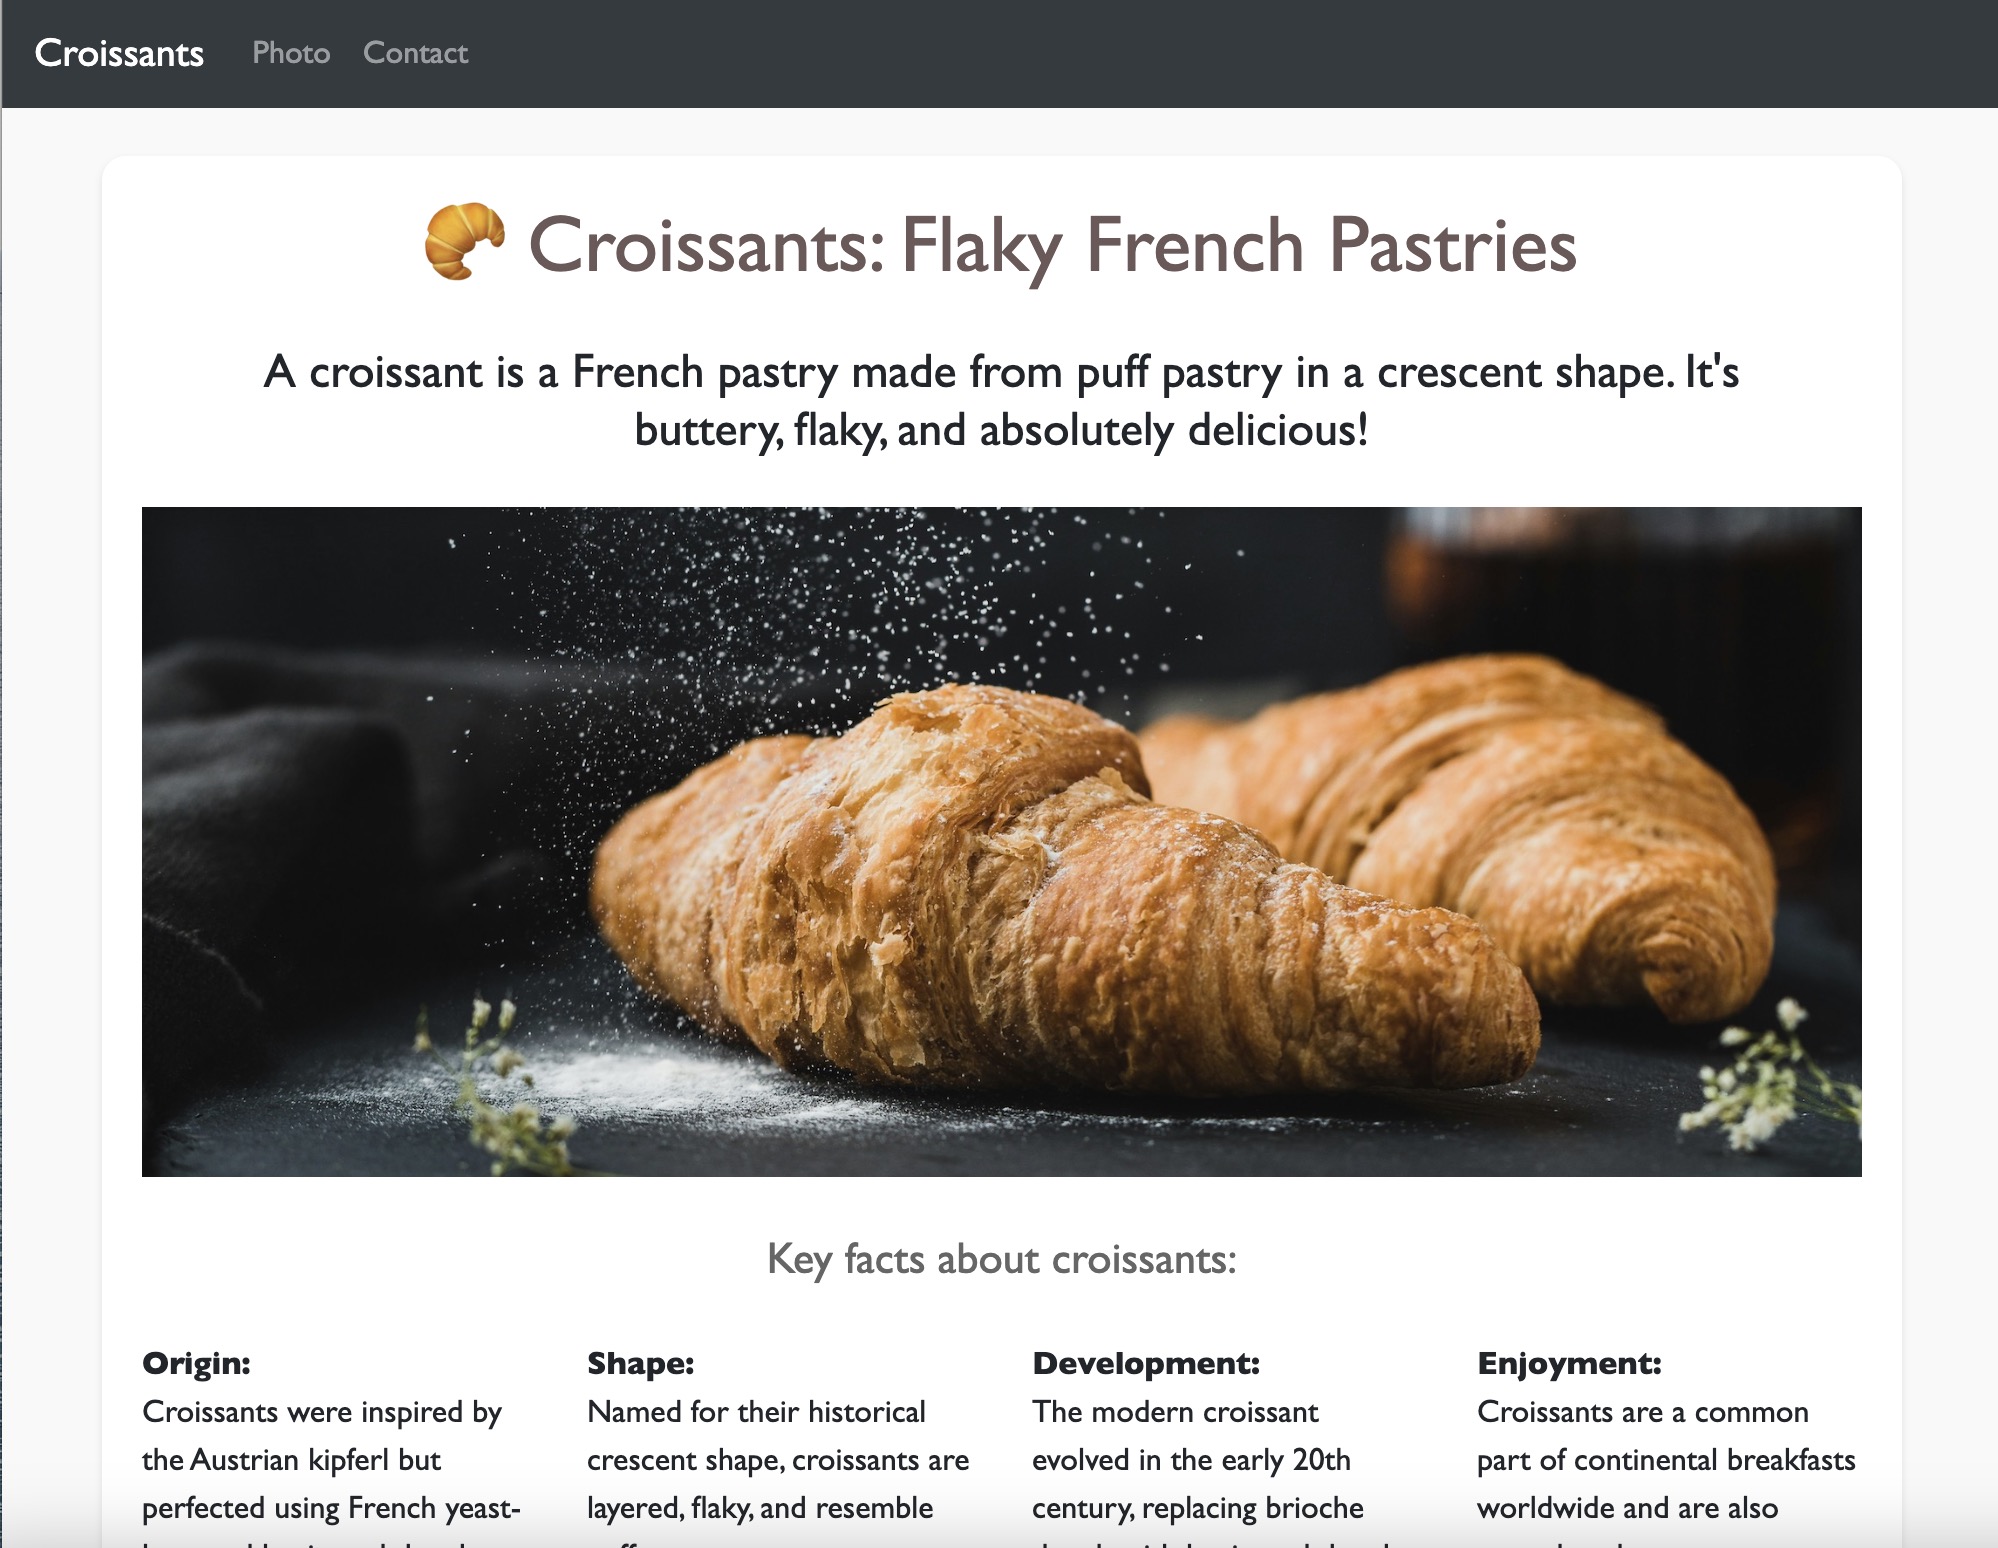 Croissants Photo Contact
🥐 Croissants: Flaky French Pastries
A croissant is a French pastry made from puff pastry in a crescent shape. It's
buttery, flaky, and absolutely delicious!
Key facts about croissants:
Origin:
Croissants were inspired by
the Austrian kipferl but
perfected using French yeast-
Shape:
Named for their historical
crescent shape, croissants are
layered, flaky, and resemble
Development:
The modern croissant
evolved in the early 20th
century, replacing brioche
Enjoyment:
Croissants are a common
part of continental breakfasts
worldwide and are also